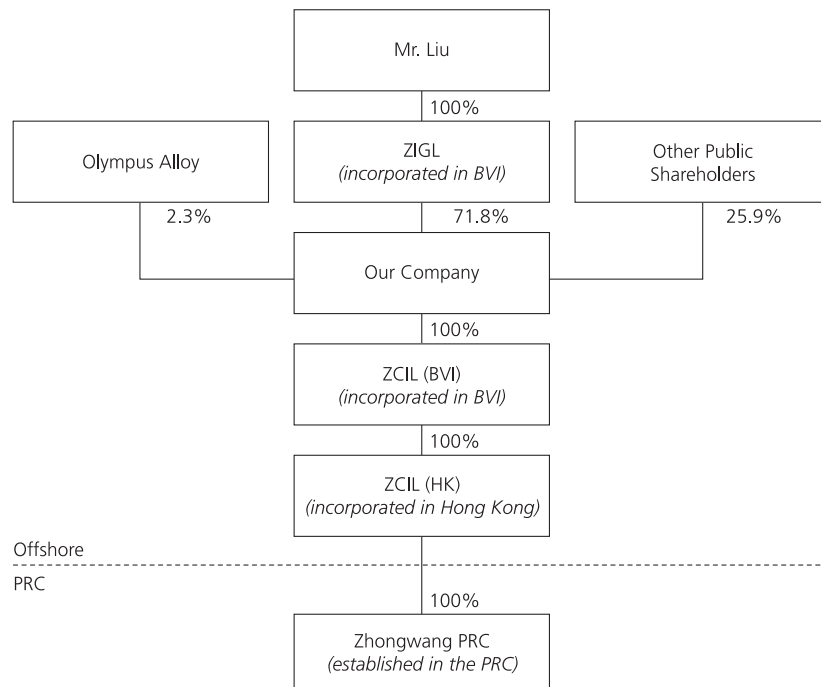 Mr. Liu
100%
Olympus Alloy
ZIGL
(incorporated in BVI)
Other Public
Shareholders
2.3%
71.8%
25.9%
Our Company
100%
ZCIL (BVI)
(incorporated in BVI)
100%
ZCIL (HK)
(incorporated in Hong Kong)
Offshore
PRC
100%
Zhongwang PRC
(established in the PRC)